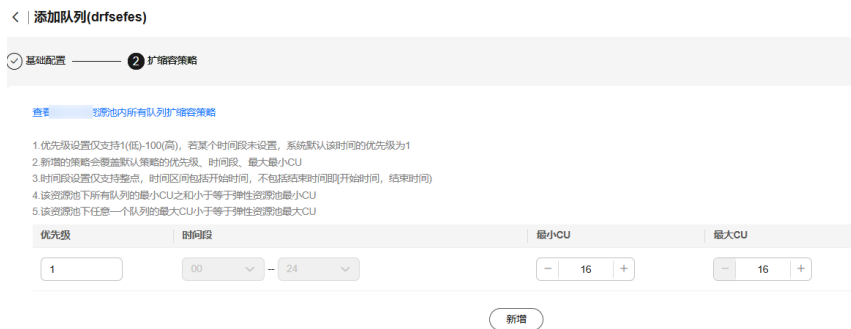 添加队列(drfsefes)
基础配置 2 扩缩容策略
查看 资源池内所有队列扩缩容策略
1.优先级设置仅支持1(低)-100(高)，若某个时间段未设置，系统默认该时间的优先级为1
2.新增的策略会覆盖默认策略的优先级、时间段、最大最小CU
3.时间段设置仅支持整点，时间区间包括开始时间，不包括结束时间即[开始时间，结束时间)
4.该资源池下所有队列的最小CU之和小于等于弹性资源池最小CU
5.该资源池下任意一个队列的最大CU小于等于弹性资源池最大CU
优先级 时间段 最小CU 最大CU
1 00 -- 24 − 16 + − 16 +
新增